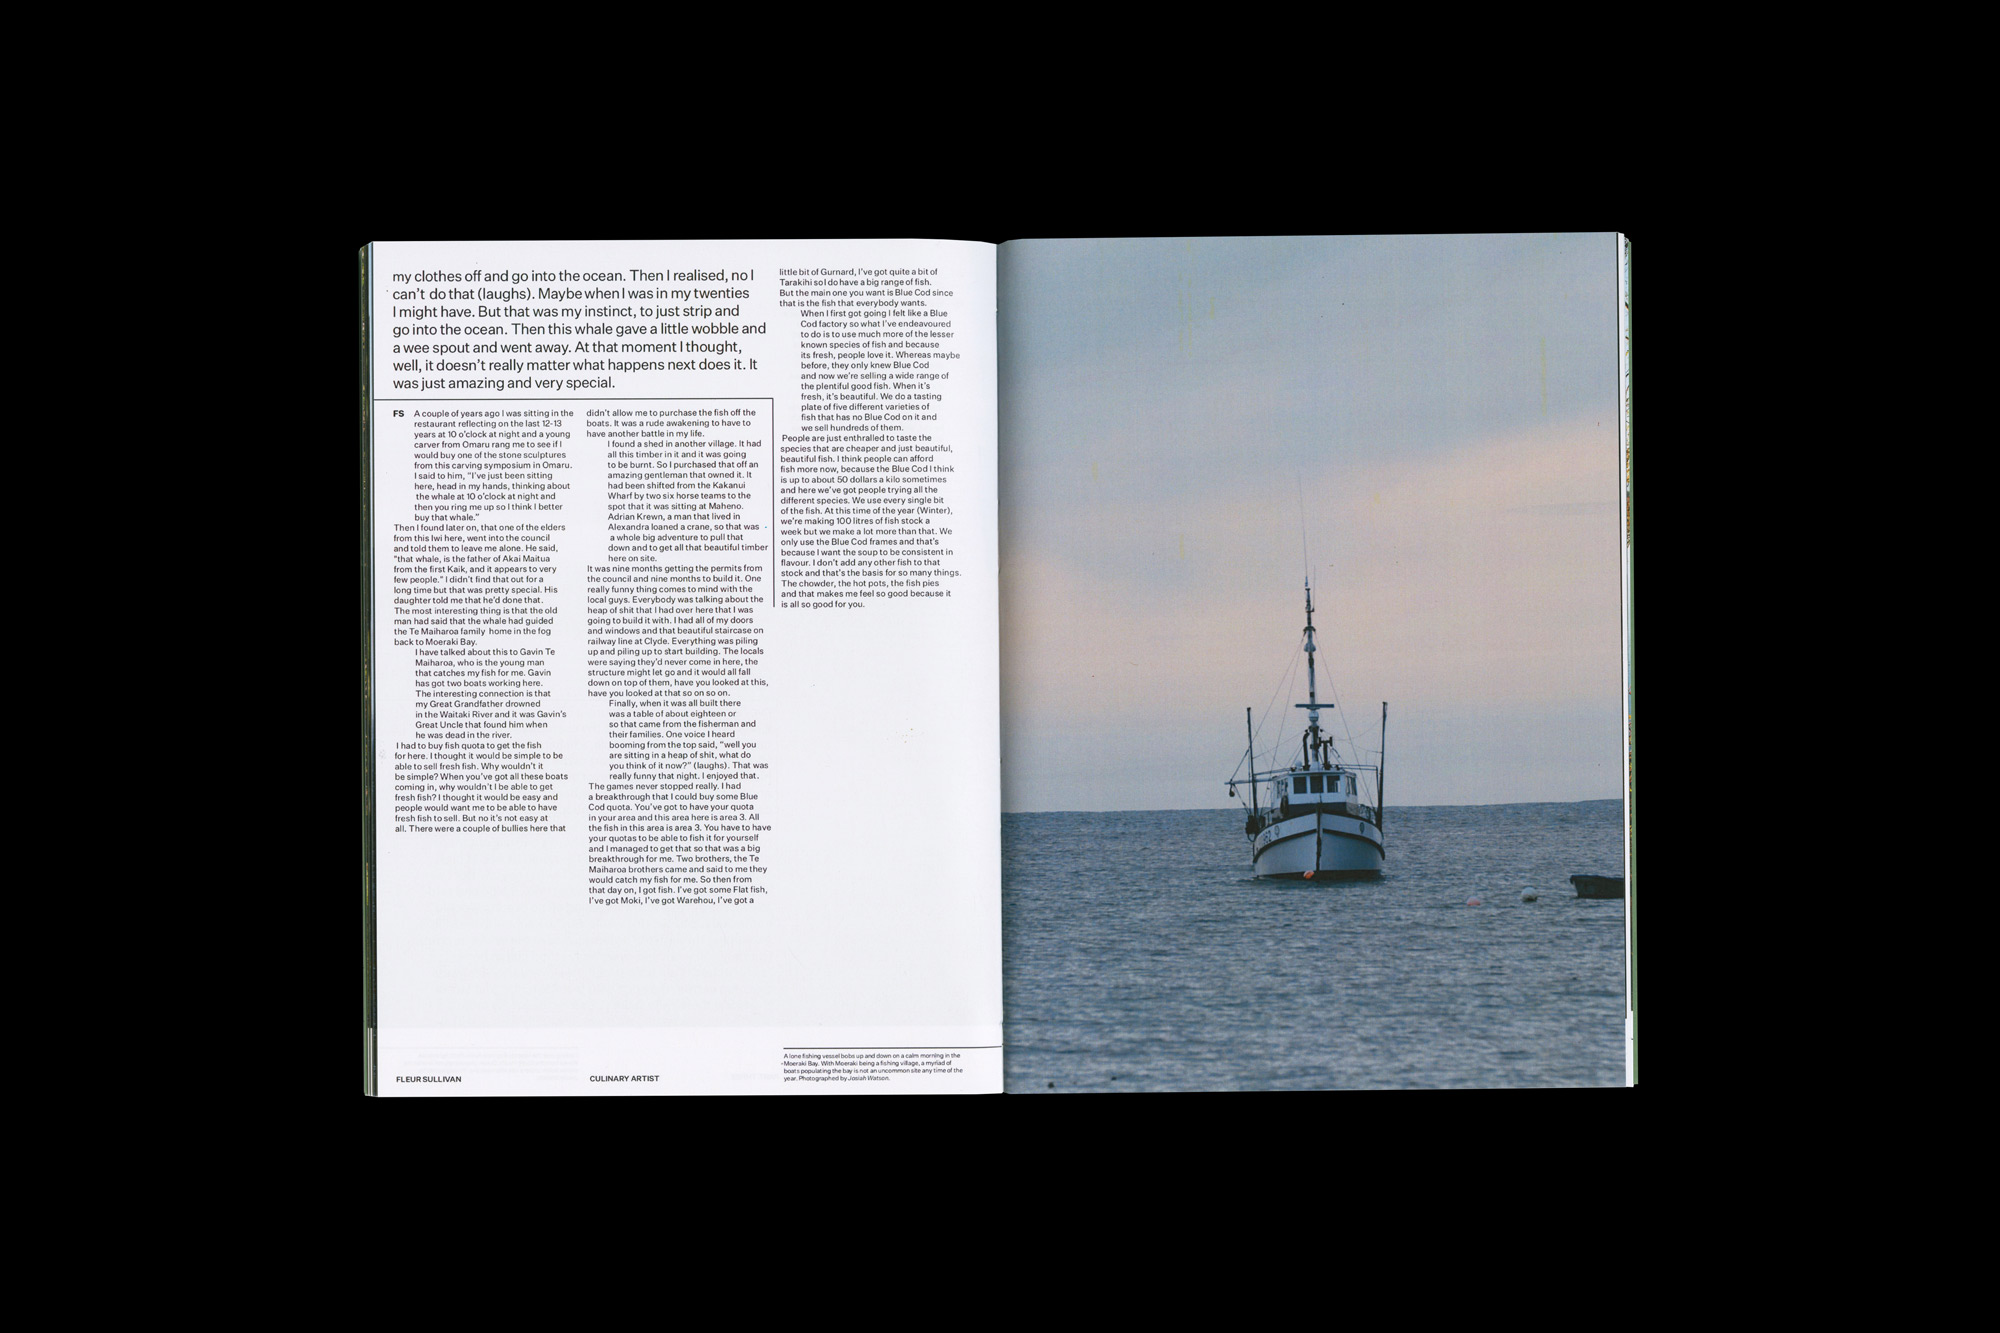 my clothes off and go into the ocean. Then I realised, no I
can't do that (laughs). Maybe when I was in my twenties
I might have. But that was my instinct, to just strip and
go into the ocean. Then this whale gave a little wobble and
a wee spout and went away. At that moment I thought,
well, it doesn't really matter what happens next does it. It
was just amazing and very special.
FS A couple of years ago I was sitting in the
restaurant reflecting on the last 12-13
years at 10 o'clock at night and a young
carver from Omaru rang me to see if I
would buy one of the stone sculptures
from this carving symposium in Omaru.
I said to him, "I've just been sitting
here, head in my hands, thinking about
the whale at 10 o'clock at night and
then you ring me up so I think I better
buy that whale."
Then I found later on, that one of the elders
from this Iwi here, went into the council
and told them to leave me alone. He said,
"that whale, is the father of Akai Maitua
from the first Kaik, and it appears to very
few people." I didn't find that out for a
long time but that was pretty special. His
daughter told me that he'd done that.
The most interesting thing is that the old
man had said that the whale had guided
the Te Maiharoa family home in the fog
back to Moeraki Bay.
I have talked about this to Gavin Te
Maiharoa, who is the young man
that catches my fish for me. Gavin
has got two boats working here.
The interesting connection is that
my Great Grandfather drowned
in the Waitaki River and it was Gavin's
Great Uncle that found him when
he was dead in the river.
I had to buy fish quota to get the fish
for here. I thought it would be simple to be
able to sell fresh fish. Why wouldn't it
be simple? When you've got all these boats
coming in, why wouldn't I be able to get
fresh fish? I thought it would be easy and
people would want me to be able to have
fresh fish to sell. But no it's not easy at
all. There were a couple of bullies here that
didn't allow me to purchase the fish off the
boats. It was a rude awakening to have to
have another battle in my life.
I found a shed in another village. It had
all this timber in it and it was going
to be burnt. So I purchased that off an
amazing gentleman that owned it. It
had been shifted from the Kakanui
Wharf by two six horse teams to the
spot that it was sitting at Maheno.
Adrian Krewn, a man that lived in
Alexandra loaned a crane, so that was
a whole big adventure to pull that
down and to get all that beautiful timber
here on site.
It was nine months getting the permits from
the council and nine months to build it. One
really funny thing comes to mind with the
local guys. Everybody was talking about the
heap of shit that I had over here that I was
going to build it with. I had all of my doors
and windows and that beautiful staircase on
railway line at Clyde. Everything was piling
up and piling up to start building. The locals
were saying they'd never come in here, the
structure might let go and it would all fall
down on top of them, have you looked at this,
have you looked at that so on so on.
Finally, when it was all built there
was a table of about eighteen or
so that came from the fisherman and
their families. One voice I heard
booming from the top said, "well you
are sitting in a heap of shit, what do
you think of it now?" (laughs). That was
really funny that night. I enjoyed that.
The games never stopped really. I had
a breakthrough that I could buy some Blue
Cod quota. You've got to have your quota
in your area and this area here is area 3. All
the fish in this area is area 3. You have to have
your quotas to be able to fish it for yourself
and I managed to get that so that was a big
breakthrough for me. Two brothers, the Te
Maiharoa brothers came and said to me they
would catch my fish for me. So then from
that day on, I got fish. I've got some Flat fish,
I've got Moki, I've got Warehou, I've got a
little bit of Gurnard, I've got quite a bit of
Tarakihi so I do have a big range of fish.
But the main one you want is Blue Cod since
that is the fish that everybody wants.
When I first got going I felt like a Blue
Cod factory so what I've endeavoured
to do is to use much more of the lesser
known species of fish and because
its fresh, people love it. Whereas maybe
before, they only knew Blue Cod
and now we're selling a wide range of
the plentiful good fish. When it's
fresh, it's beautiful. We do a tasting
plate of five different varieties of
fish that has no Blue Cod on it and
we sell hundreds of them.
People are just enthralled to taste the
species that are cheaper and just beautiful,
beautiful fish. I think people can afford
fish more now, because the Blue Cod I think
is up to about 50 dollars a kilo sometimes
and here we've got people trying all the
different species. We use every single bit
of the fish. At this time of the year (Winter),
we're making 100 litres of fish stock a
week but we make a lot more than that. We
only use the Blue Cod frames and that's
because I want the soup to be consistent in
flavour. I don't add any other fish to that
stock and that's the basis for so many things.
The chowder, the hot pots, the fish pies
and that makes me feel so good because it
is all so good for you.
A lone fishing vessel bobs up and down on a calm morning in the
Moeraki Bay. With Moeraki being a fishing village, a myriad of
boats populating the bay is not an uncommon site any time of the
year. Photographed by Josiah Watson.
FLEUR SULLIVAN
CULINARY ARTIST